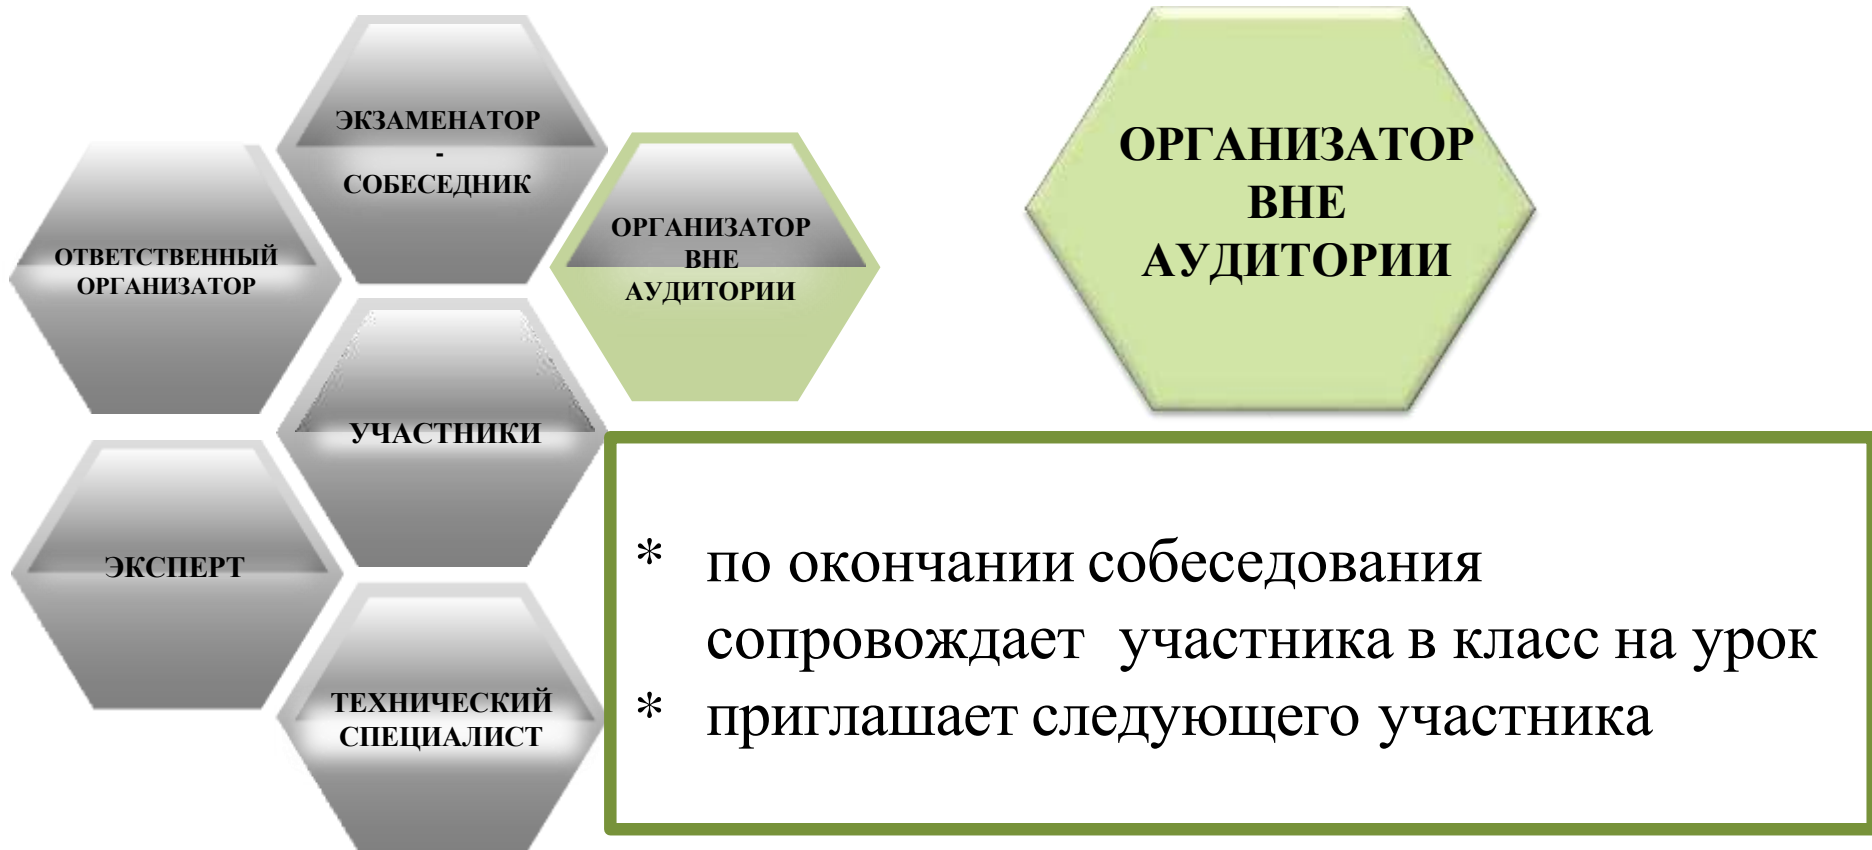 ЭКЗАМЕНАТОР
-
СОБЕСЕДНИК
ОТВЕТСТВЕННЫЙ
ОРГАНИЗАТОР
ОРГАНИЗАТОР
ВНЕ
АУДИТОРИИ
УЧАСТНИКИ
ЭКСПЕРТ
ТЕХНИЧЕСКИЙ
СПЕЦИАЛИСТ
ОРГАНИЗАТОР
ВНЕ
АУДИТОРИИ
* по окончании собеседования
сопровождает участника в класс на урок
* приглашает следующего участника